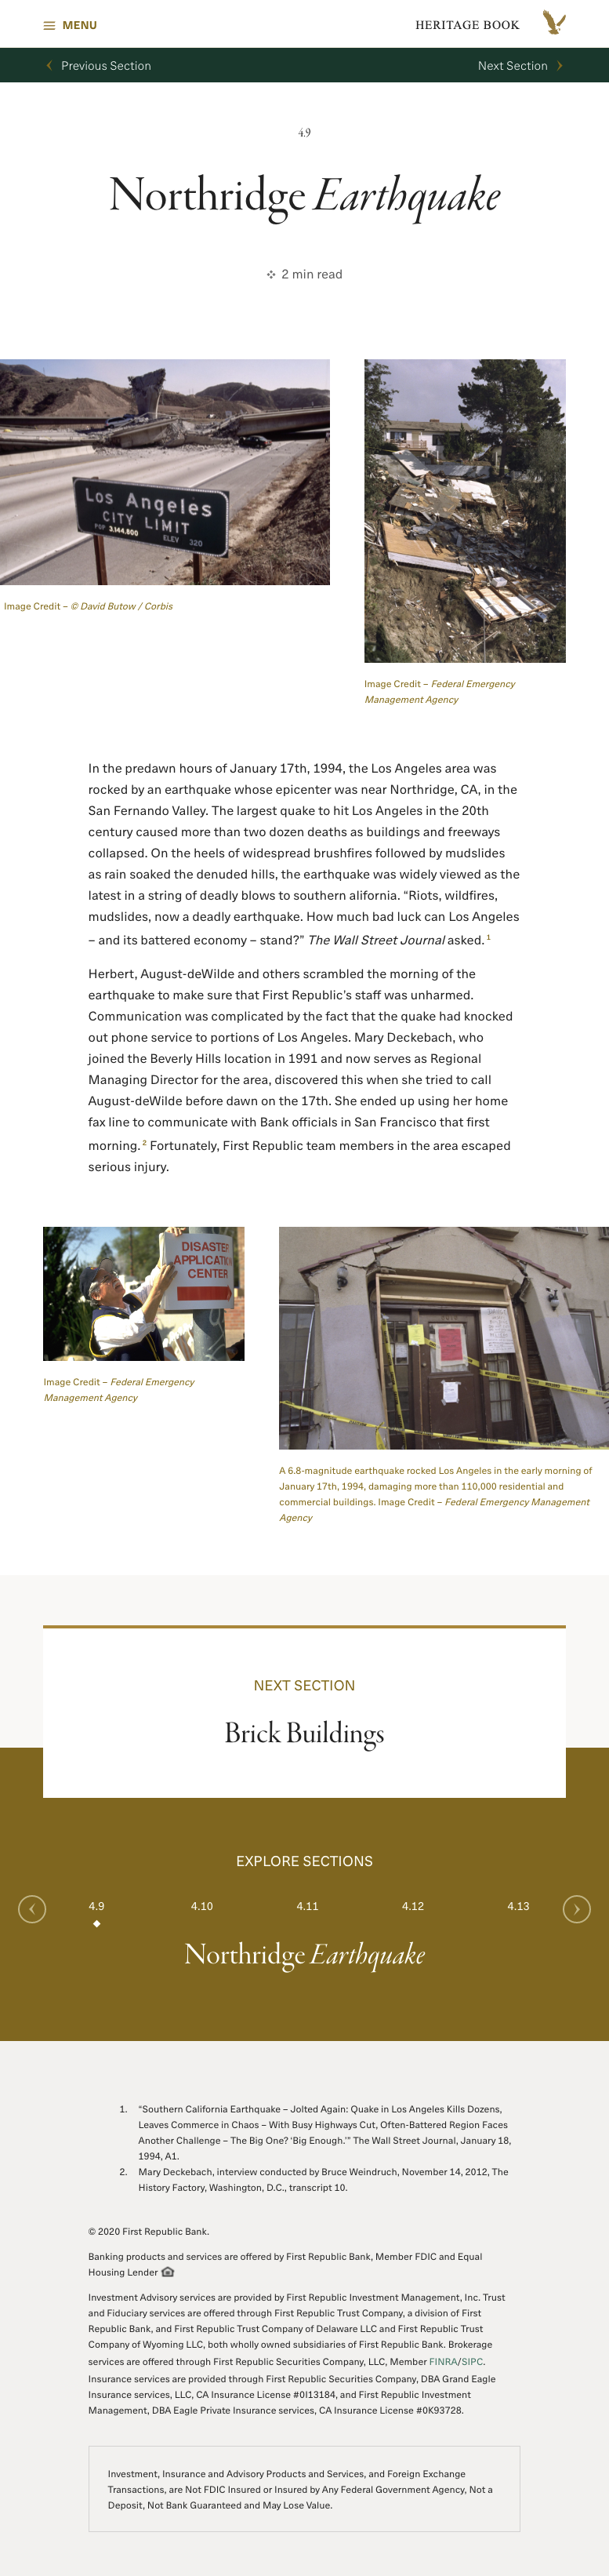 MENU
HERITAGE BOOK
Previous Section
Next Section
4.9
Northridge Earthquake
2 min read
Los Angeles
CITY LIMIT
POP 3,144,800 ELEV 320
Image Credit – © David Butow / Corbis
Image Credit – Federal Emergency
Management Agency
In the predawn hours of January 17th, 1994, the Los Angeles area was
rocked by an earthquake whose epicenter was near Northridge, CA, in the
San Fernando Valley. The largest quake to hit Los Angeles in the 20th
century caused more than two dozen deaths as buildings and freeways
collapsed. On the heels of widespread brushfires followed by mudslides
as rain soaked the denuded hills, the earthquake was widely viewed as the
latest in a string of deadly blows to southern alifornia. “Riots, wildfires,
mudslides, now a deadly earthquake. How much bad luck can Los Angeles
– and its battered economy – stand?” The Wall Street Journal asked. 1
Herbert, August-deWilde and others scrambled the morning of the
earthquake to make sure that First Republic’s staff was unharmed.
Communication was complicated by the fact that the quake had knocked
out phone service to portions of Los Angeles. Mary Deckebach, who
joined the Beverly Hills location in 1991 and now serves as Regional
Managing Director for the area, discovered this when she tried to call
August-deWilde before dawn on the 17th. She ended up using her home
fax line to communicate with Bank officials in San Francisco that first
morning. 2 Fortunately, First Republic team members in the area escaped
serious injury.
DISASTER
APPLICATION
CENTER
Image Credit – Federal Emergency
Management Agency
A 6.8-magnitude earthquake rocked Los Angeles in the early morning of
January 17th, 1994, damaging more than 110,000 residential and
commercial buildings. Image Credit – Federal Emergency Management
Agency
NEXT SECTION
Brick Buildings
EXPLORE SECTIONS
4.9 4.10 4.11 4.12 4.13
Northridge Earthquake
1. “Southern California Earthquake – Jolted Again: Quake in Los Angeles Kills Dozens,
Leaves Commerce in Chaos – With Busy Highways Cut, Often-Battered Region Faces
Another Challenge – The Big One? ‘Big Enough.’” The Wall Street Journal, January 18,
1994, A1.
2. Mary Deckebach, interview conducted by Bruce Weindruch, November 14, 2012, The
History Factory, Washington, D.C., transcript 10.
© 2020 First Republic Bank.
Banking products and services are offered by First Republic Bank, Member FDIC and Equal
Housing Lender
Investment Advisory services are provided by First Republic Investment Management, Inc. Trust
and Fiduciary services are offered through First Republic Trust Company, a division of First
Republic Bank, and First Republic Trust Company of Delaware LLC and First Republic Trust
Company of Wyoming LLC, both wholly owned subsidiaries of First Republic Bank. Brokerage
services are offered through First Republic Securities Company, LLC, Member FINRA/SIPC.
Insurance services are provided through First Republic Securities Company, DBA Grand Eagle
Insurance services, LLC, CA Insurance License #0I13184, and First Republic Investment
Management, DBA Eagle Private Insurance services, CA Insurance License #0K93728.
Investment, Insurance and Advisory Products and Services, and Foreign Exchange
Transactions, are Not FDIC Insured or Insured by Any Federal Government Agency, Not a
Deposit, Not Bank Guaranteed and May Lose Value.